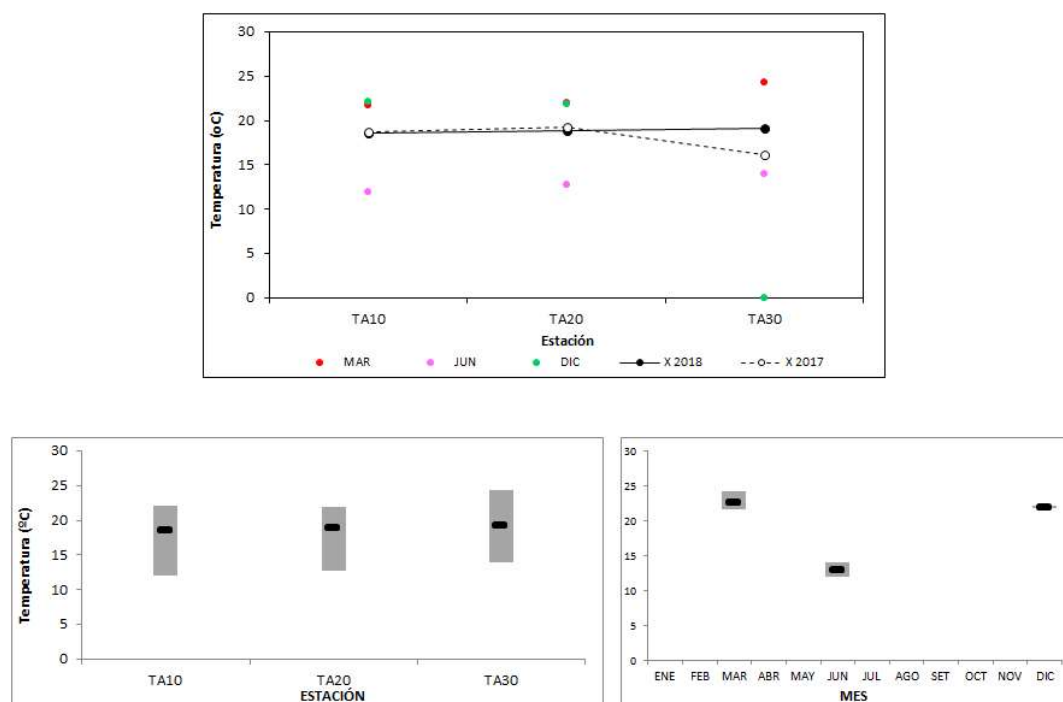 30
25
20
15
10
5
0
Temperatura (oC)
TA10 TA20 TA30
Estación
MAR JUN DIC X 2018 X 2017
30
25
20
15
10
5
0
Temperatura (ºC)
TA10 TA20 TA30
ESTACIÓN
30
25
20
15
10
5
0
ENE FEB MAR ABR MAY JUN JUL AGO SET OCT NOV DIC
MES